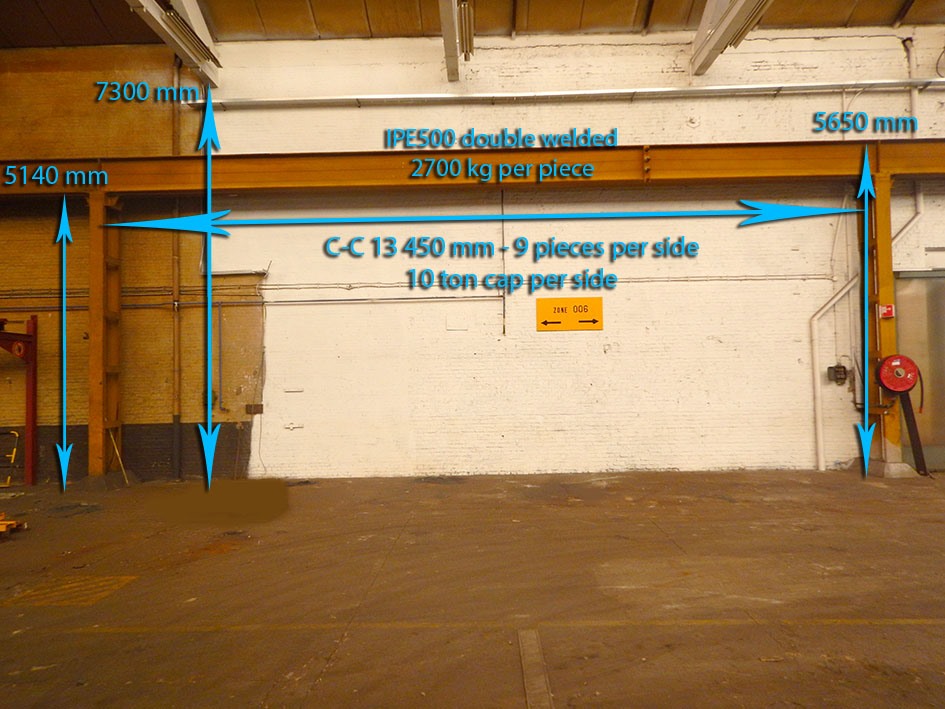 7300 mm
5650 mm
IPE500 double welded
2700 kg per piece
5140 mm
C-C 13 450 mm - 9 pieces per side
10 ton cap per side
ZONE 006